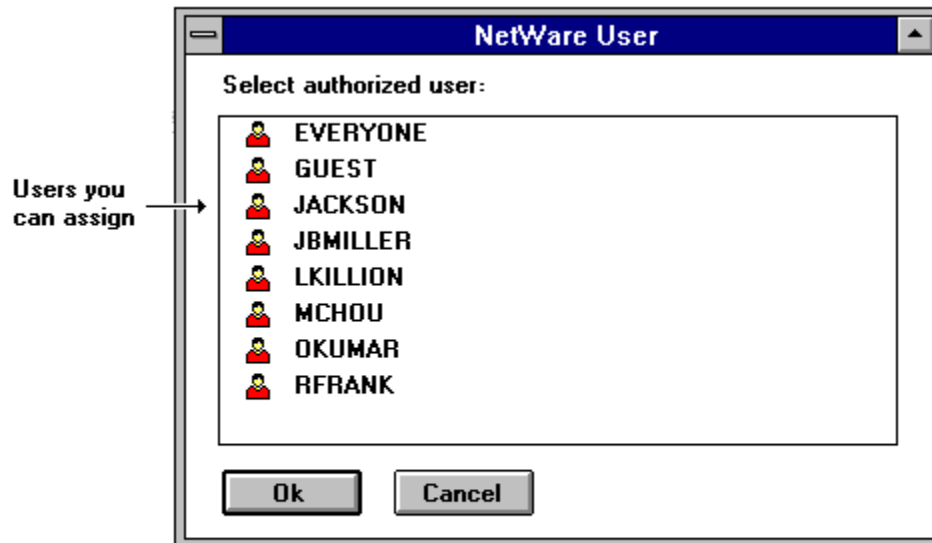 NetWare User
Select authorized user:
EVERYONE
GUEST
Users you
can assign
JACKSON
JBMILLER
LKILLION
MCHOU
OKUMAR
RFRANK
Ok
Cancel